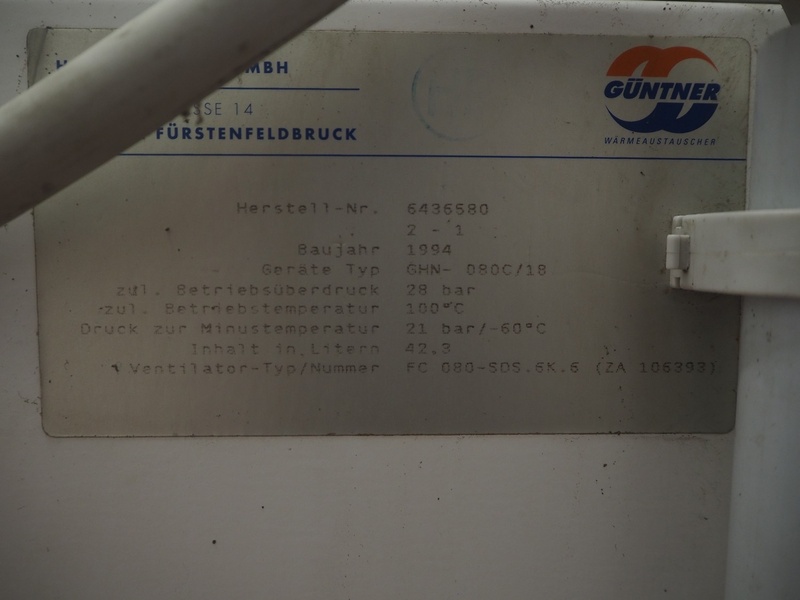 MBH
SSE 14
FÜRSTENFELDBRUCK
GÜNTNER
WÄRMEAUSTAUSCHER
Herstell-Nr. 6436580
2 - 1
Baujahr 1994
Geräte Typ GHN- 080C/18
zul. Betriebsüberdruck 28 bar
zul. Betriebstemperatur 100°C
Druck zur Minustemperatur 21 bar/-60°C
Inhalt in Litern 42.3
Ventilator-Typ/Nummer FC 080-SDS.6K.6 (ZA 106393)